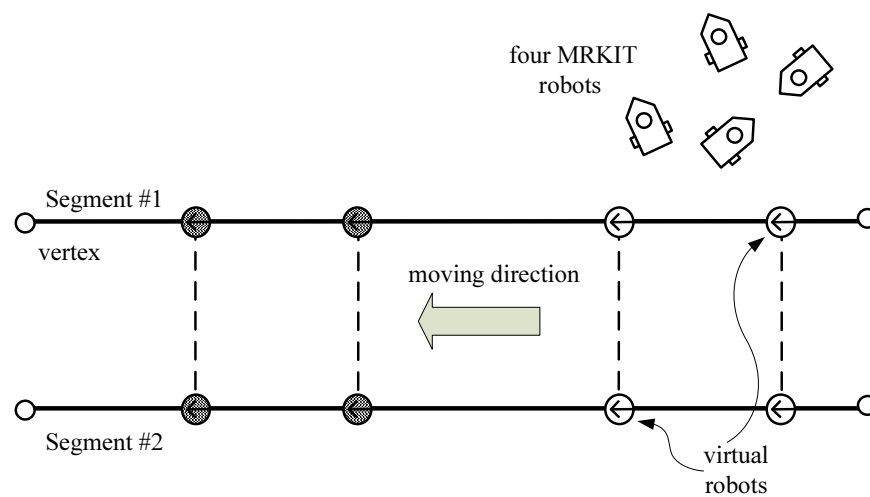 four MRKIT
robots
Segment #1
vertex
moving direction
Segment #2
virtual
robots